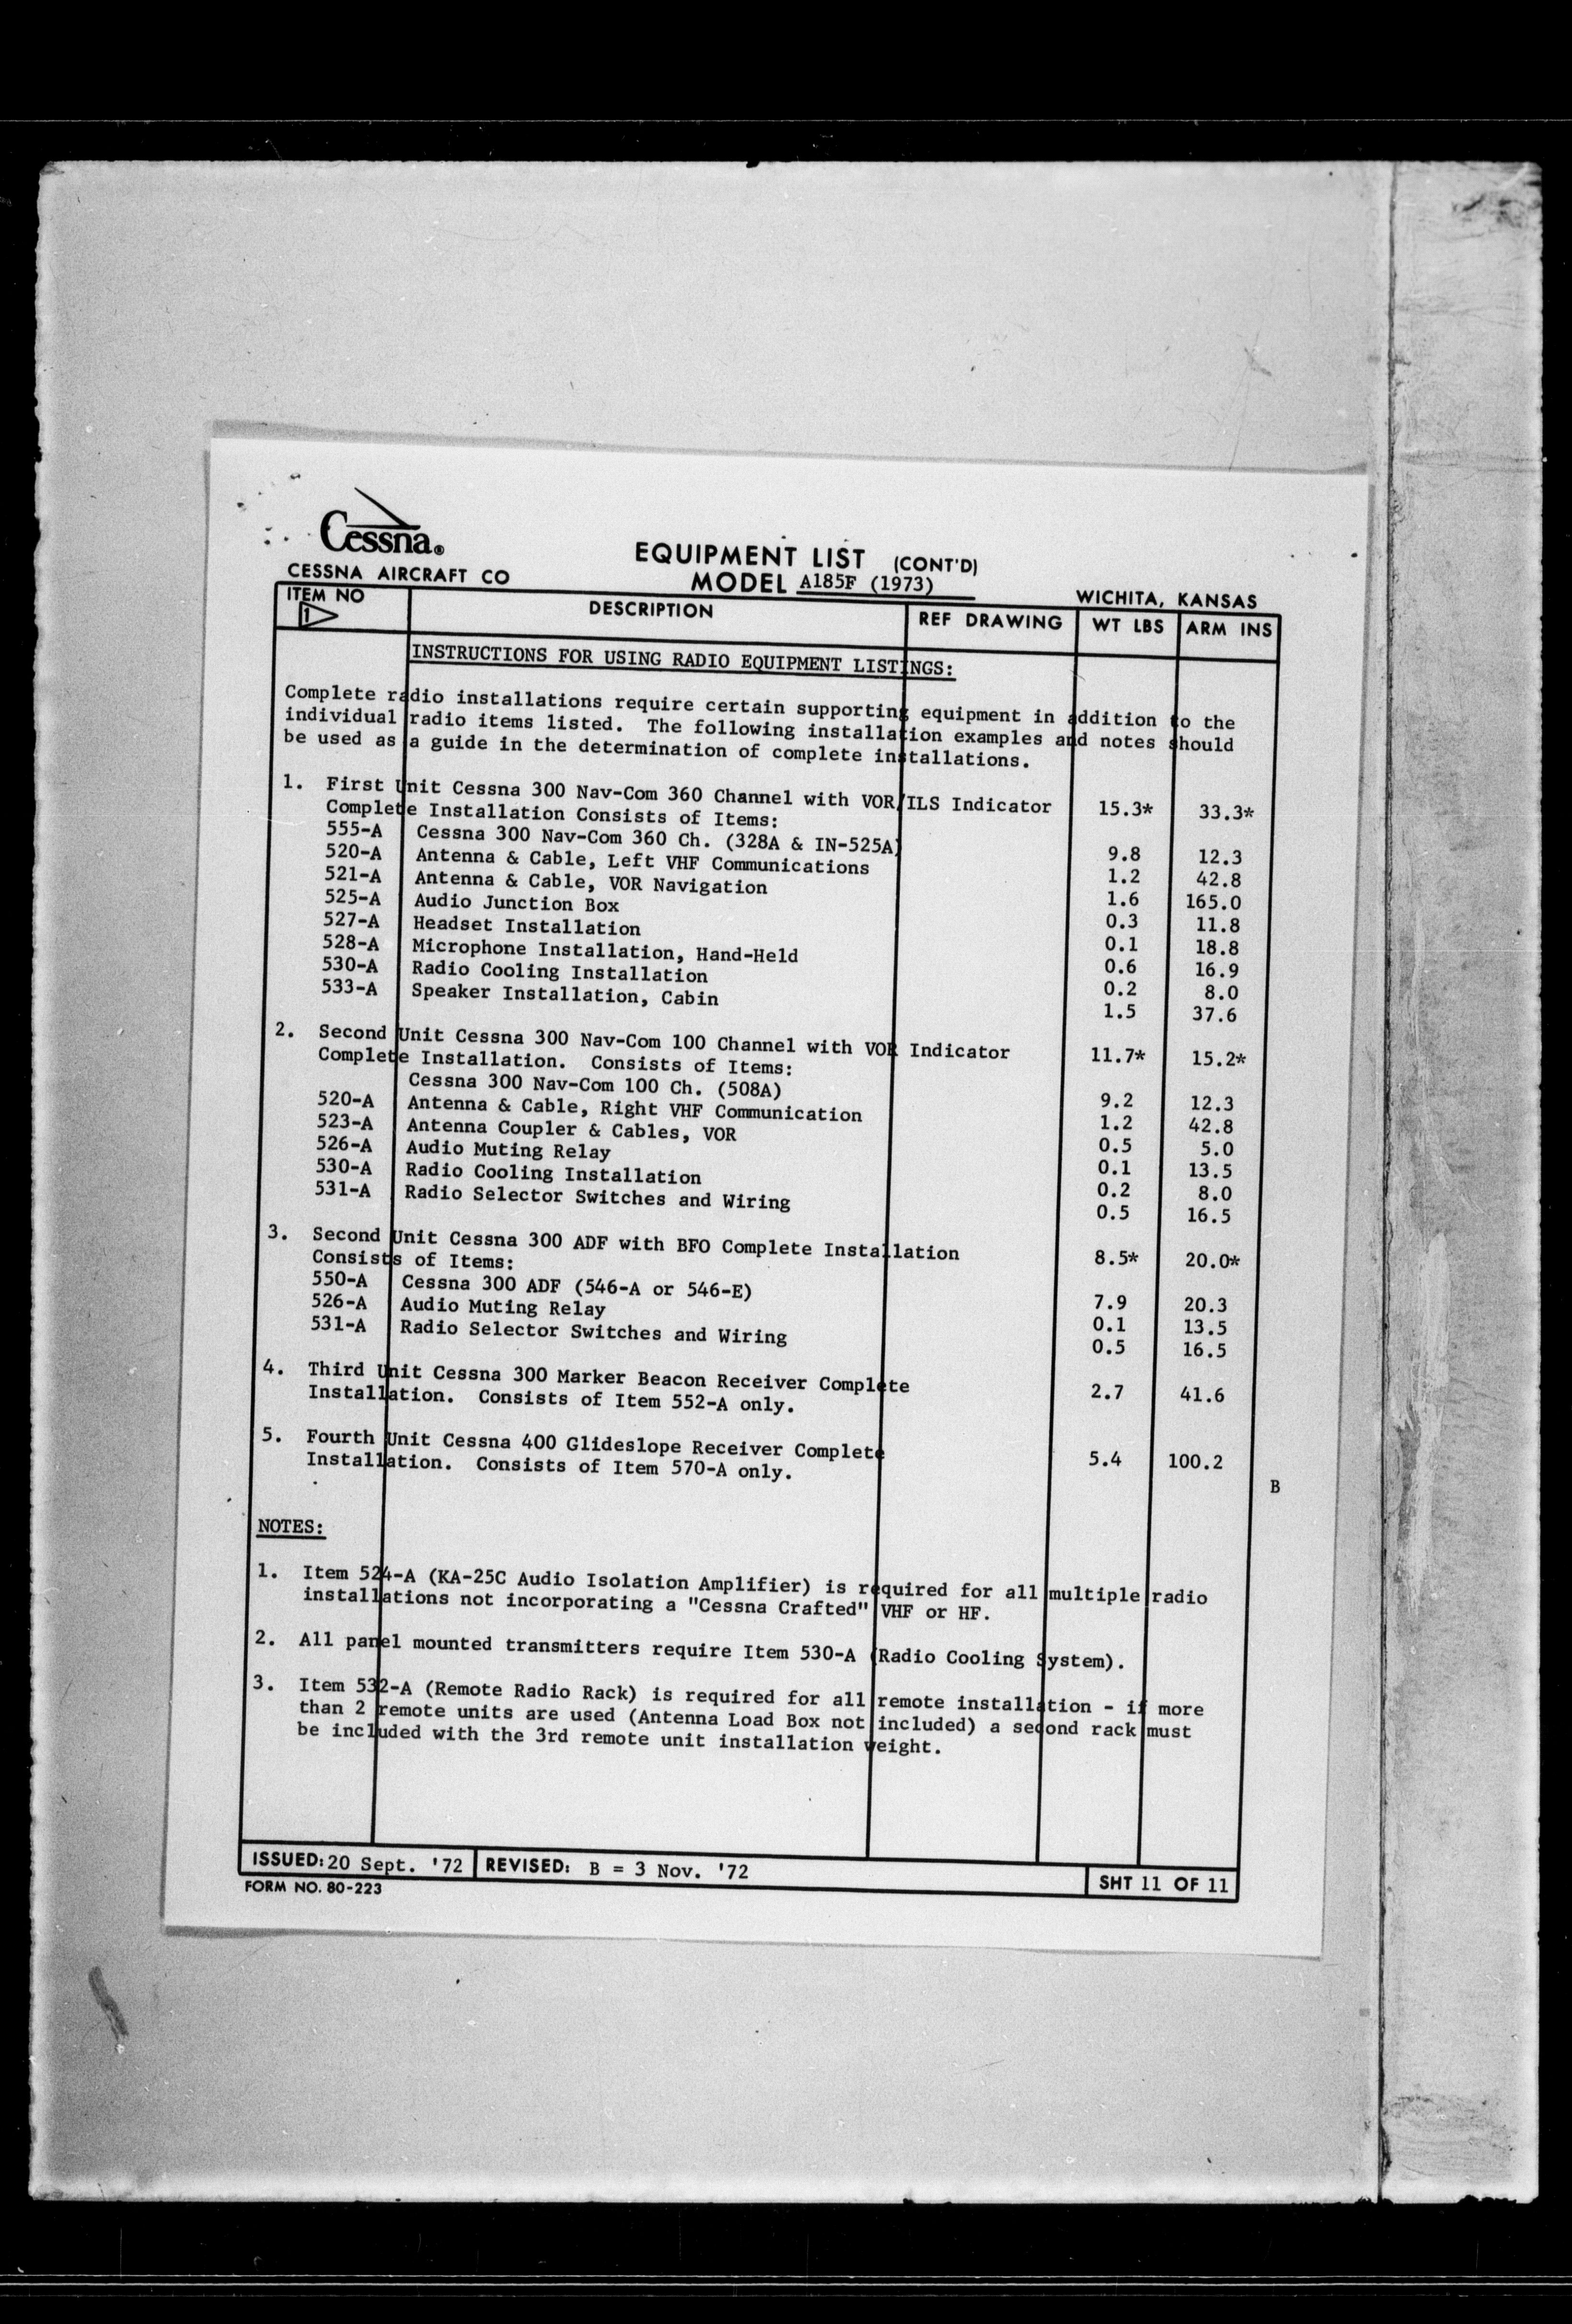 Cessna®
CESSNA AIRCRAFT CO
EQUIPMENT LIST (CONT'D)
MODEL A185F (1973)
WICHITA, KANSAS
ITEM NO DESCRIPTION REF DRAWING WT LBS ARM INS
1
INSTRUCTIONS FOR USING RADIO EQUIPMENT LISTINGS:
Complete radio installations require certain supporting equipment in addition to the
individual radio items listed. The following installation examples and notes should
be used as a guide in the determination of complete installations.
1. First Unit Cessna 300 Nav-Com 360 Channel with VOR/ILS Indicator 15.3* 33.3*
Complete Installation Consists of Items:
555-A Cessna 300 Nav-Com 360 Ch. (328A & IN-525A) 9.8 12.3
520-A Antenna & Cable, Left VHF Communications 1.2 42.8
521-A Antenna & Cable, VOR Navigation 1.6 165.0
525-A Audio Junction Box 0.3 11.8
527-A Headset Installation 0.1 18.8
528-A Microphone Installation, Hand-Held 0.6 16.9
530-A Radio Cooling Installation 0.2 8.0
533-A Speaker Installation, Cabin 1.5 37.6
2. Second Unit Cessna 300 Nav-Com 100 Channel with VOR Indicator 11.7* 15.2*
Complete Installation. Consists of Items:
Cessna 300 Nav-Com 100 Ch. (508A) 9.2 12.3
520-A Antenna & Cable, Right VHF Communication 1.2 42.8
523-A Antenna Coupler & Cables, VOR 0.5 5.0
526-A Audio Muting Relay 0.1 13.5
530-A Radio Cooling Installation 0.2 8.0
531-A Radio Selector Switches and Wiring 0.5 16.5
3. Second Unit Cessna 300 ADF with BFO Complete Installation 8.5* 20.0*
Consists of Items:
550-A Cessna 300 ADF (546-A or 546-E) 7.9 20.3
526-A Audio Muting Relay 0.1 13.5
531-A Radio Selector Switches and Wiring 0.5 16.5
4. Third Unit Cessna 300 Marker Beacon Receiver Complete 2.7 41.6
Installation. Consists of Item 552-A only.
5. Fourth Unit Cessna 400 Glideslope Receiver Complete 5.4 100.2
Installation. Consists of Item 570-A only.
B
NOTES:
1. Item 524-A (KA-25C Audio Isolation Amplifier) is required for all multiple radio
installations not incorporating a "Cessna Crafted" VHF or HF.
2. All panel mounted transmitters require Item 530-A (Radio Cooling System).
3. Item 532-A (Remote Radio Rack) is required for all remote installation - if more
than 2 remote units are used (Antenna Load Box not included) a second rack must
be included with the 3rd remote unit installation weight.
ISSUED: 20 Sept. '72 REVISED: B = 3 Nov. '72 SHT 11 OF 11
FORM NO. 80-223